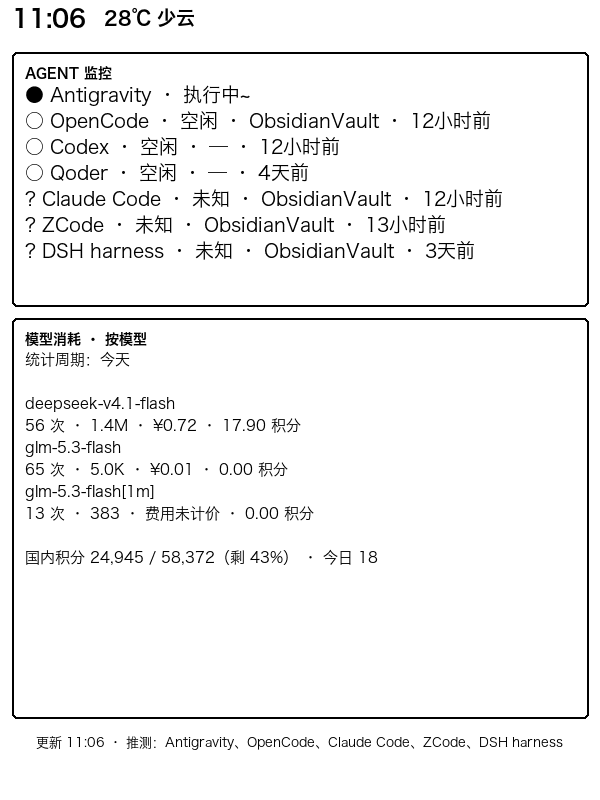 11:06 28℃ 少云
AGENT 监控
● Antigravity · 执行中~
○ OpenCode · 空闲 · ObsidianVault · 12小时前
○ Codex · 空闲 · — · 12小时前
○ Qoder · 空闲 · — · 4天前
? Claude Code · 未知 · ObsidianVault · 12小时前
? ZCode · 未知 · ObsidianVault · 13小时前
? DSH harness · 未知 · ObsidianVault · 3天前
模型消耗 · 按模型
统计周期：今天
deepseek-v4.1-flash
56 次 · 1.4M · ¥0.72 · 17.90 积分
glm-5.3-flash
65 次 · 5.0K · ¥0.01 · 0.00 积分
glm-5.3-flash[1m]
13 次 · 383 · 费用未计价 · 0.00 积分
国内积分 24,945 / 58,372（剩 43%） · 今日 18
更新 11:06 · 推测：Antigravity、OpenCode、Claude Code、ZCode、DSH harness